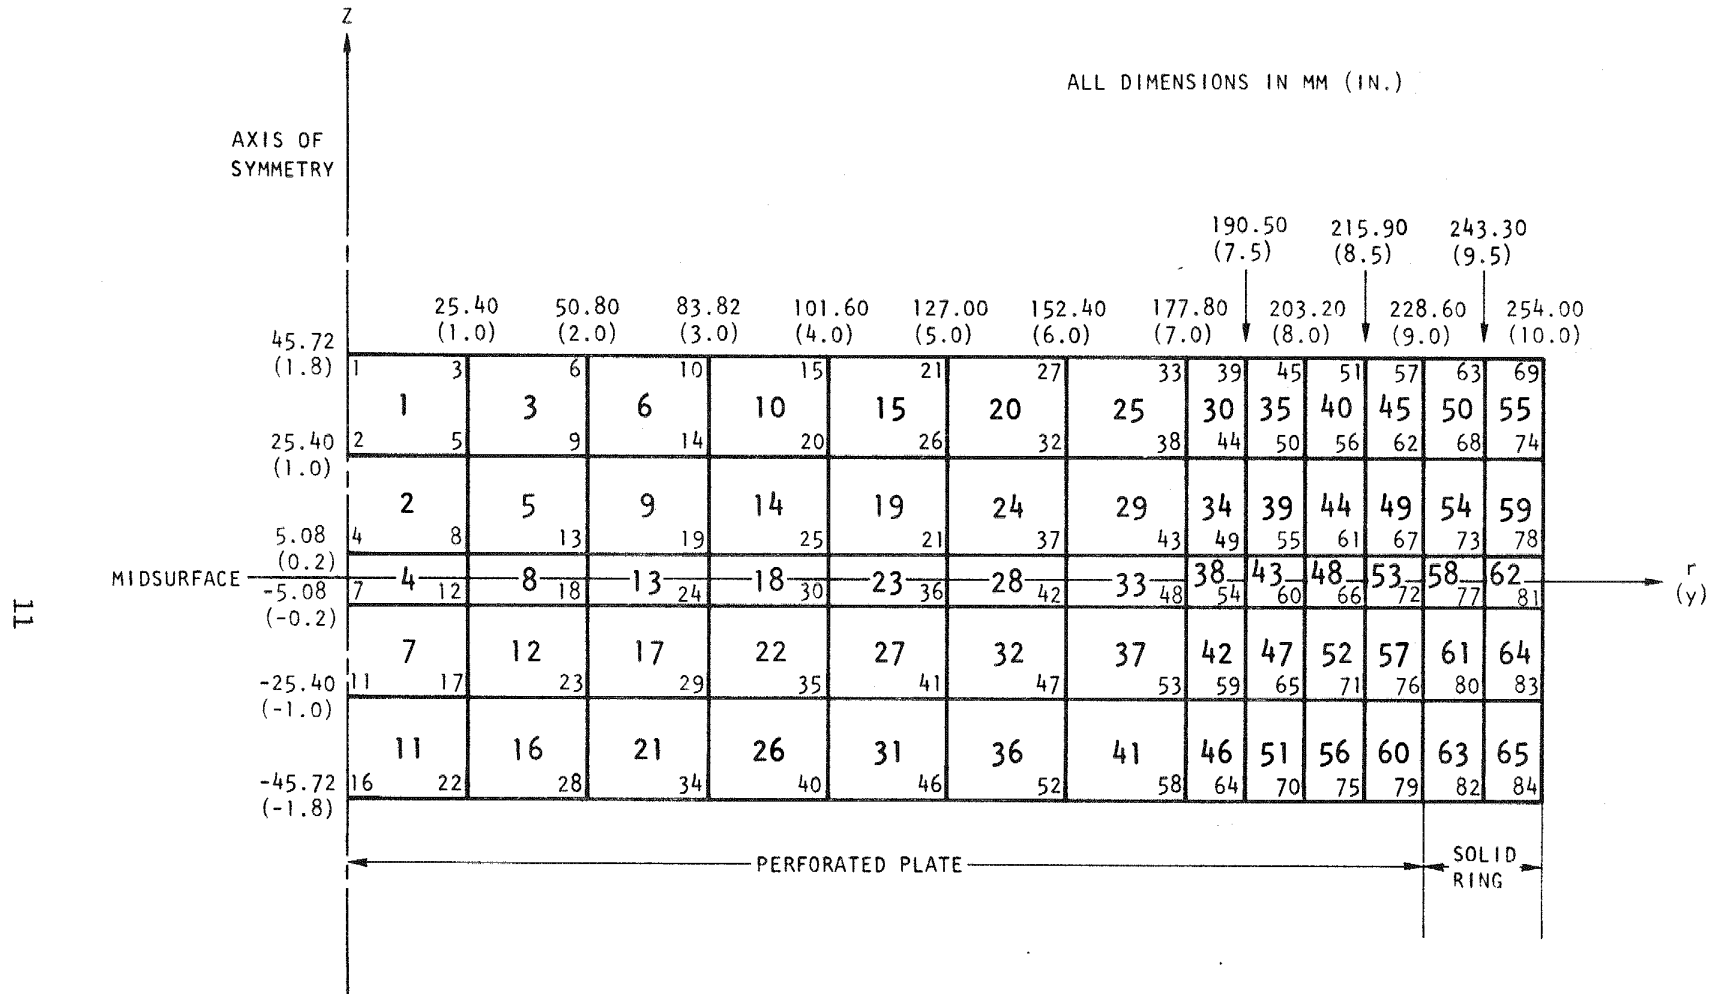 Z
ALL DIMENSIONS IN MM (IN.)
AXIS OF
SYMMETRY
190.50 215.90 243.30
(7.5) (8.5) (9.5)
25.40 50.80 83.82 101.60 127.00 152.40 177.80 203.20 228.60 254.00
(1.0) (2.0) (3.0) (4.0) (5.0) (6.0) (7.0) (8.0) (9.0) (10.0)
45.72
(1.8) 1 3 6 10 15 21 27 33 39 45 51 57 63 69
1 3 6 10 15 20 25 30 35 40 45 50 55
25.40 2 5 9 14 20 26 32 38 44 50 56 62 68 74
(1.0)
2 5 9 14 19 24 29 34 39 44 49 54 59
5.08 4 8 13 19 25 21 37 43 49 55 61 67 73 78
(0.2)
MIDSURFACE 4 8 13 18 23 28 33 38 43 48 53 58 62 r
-5.08 7 12 18 24 30 36 42 48 54 60 66 72 77 81 (y)
(-0.2)
7 12 17 22 27 32 37 42 47 52 57 61 64
-25.40 11 17 23 29 35 41 47 53 59 65 71 76 80 83
(-1.0)
11 16 21 26 31 36 41 46 51 56 60 63 65
-45.72 16 22 28 34 40 46 52 58 64 70 75 79 82 84
(-1.8)
PERFORATED PLATE SOLID
RING
11